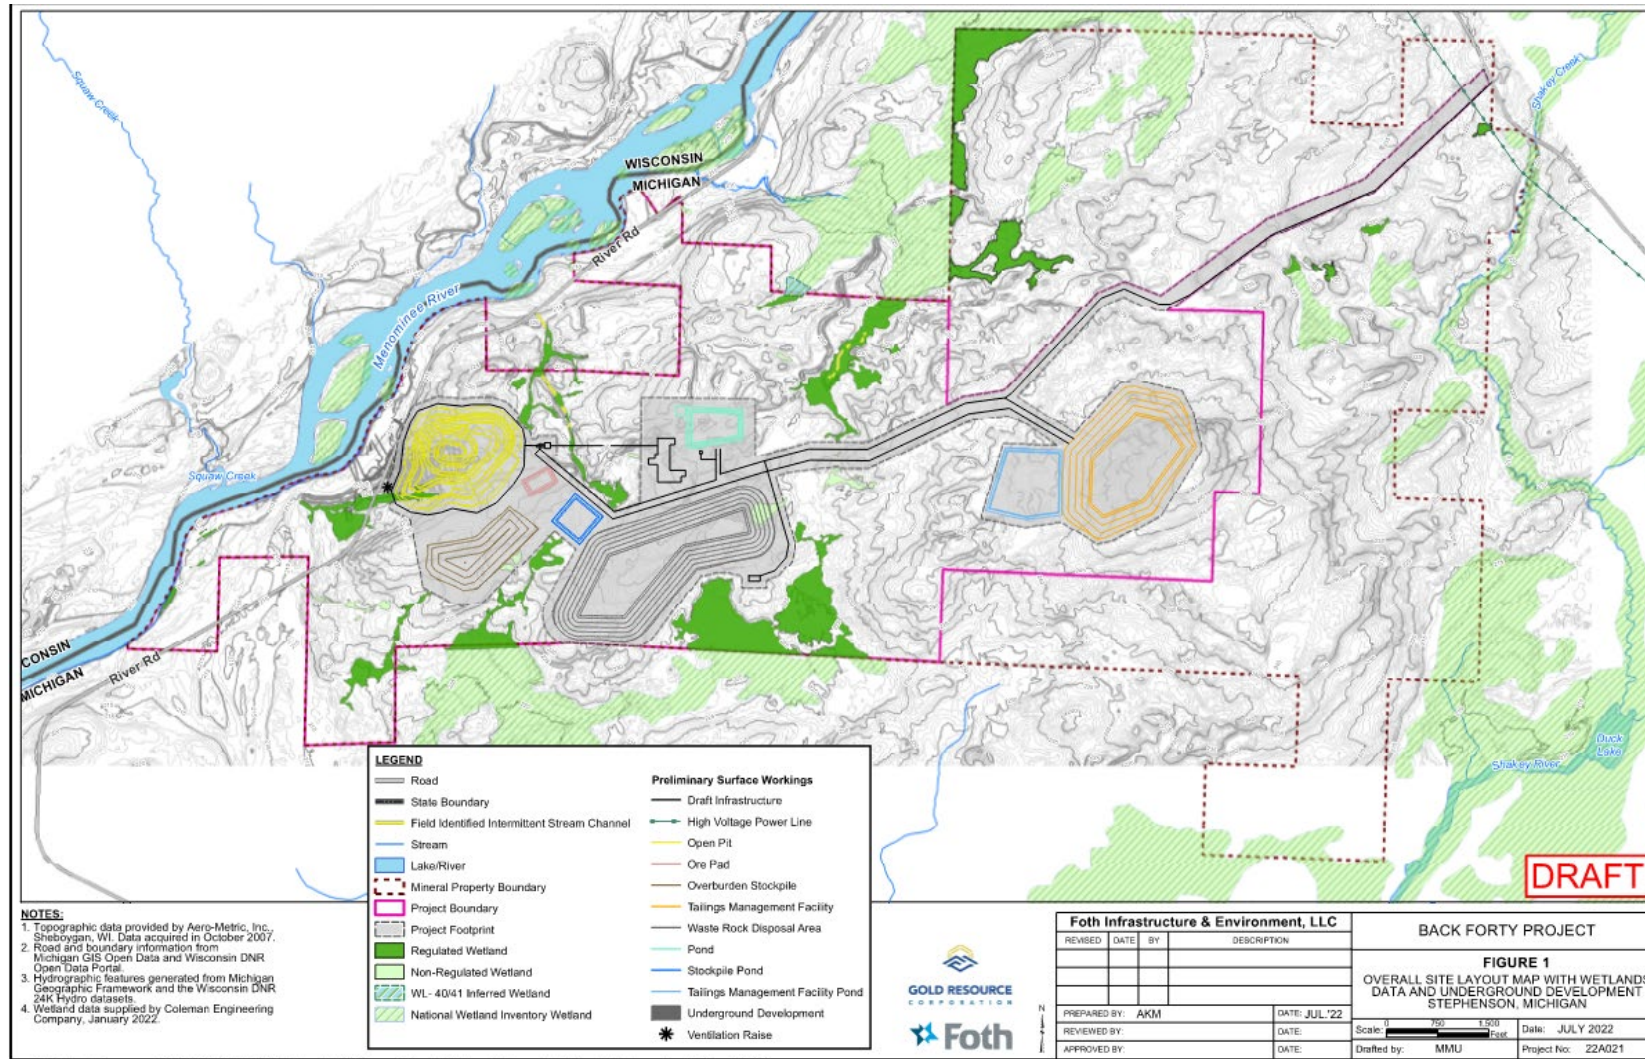 Squaw Creek
WISCONSIN
MICHIGAN
River Rd
Menominee River
Shakey Creek
Squaw Creek
CONSIN
MICHIGAN
River Rd
Duck
Lake
Shakey River
DRAFT
LEGEND
Road
State Boundary
Field Identified Intermittent Stream Channel
Stream
Lake/River
Mineral Property Boundary
Project Boundary
Project Footprint
Regulated Wetland
Non-Regulated Wetland
WL- 40/41 Inferred Wetland
National Wetland Inventory Wetland
Preliminary Surface Workings
Draft Infrastructure
High Voltage Power Line
Open Pit
Ore Pad
Overburden Stockpile
Tailings Management Facility
Waste Rock Disposal Area
Pond
Stockpile Pond
Tailings Management Facility Pond
Underground Development
Ventilation Raise
NOTES:
1. Topographic data provided by Aero-Metric, Inc.,
Sheboygan, WI. Data acquired in October 2007.
2. Road and boundary information from
Michigan GIS Open Data and Wisconsin DNR
Open Data Portal.
3. Hydrographic features generated from Michigan
Geographic Framework and the Wisconsin DNR
24K Hydro datasets.
4. Wetland data supplied by Coleman Engineering
Company, January 2022.
GOLD RESOURCE
CORPORATION
Foth
N
Foth Infrastructure & Environment, LLC
REVISED DATE BY DESCRIPTION
PREPARED BY: AKM DATE: JUL.'22
REVIEWED BY: DATE:
APPROVED BY: DATE:
BACK FORTY PROJECT
FIGURE 1
OVERALL SITE LAYOUT MAP WITH WETLANDS
DATA AND UNDERGROUND DEVELOPMENT
STEPHENSON, MICHIGAN
Scale: 0 750 1,500 Feet
Date: JULY 2022
Drafted by: MMU
Project No: 22A021